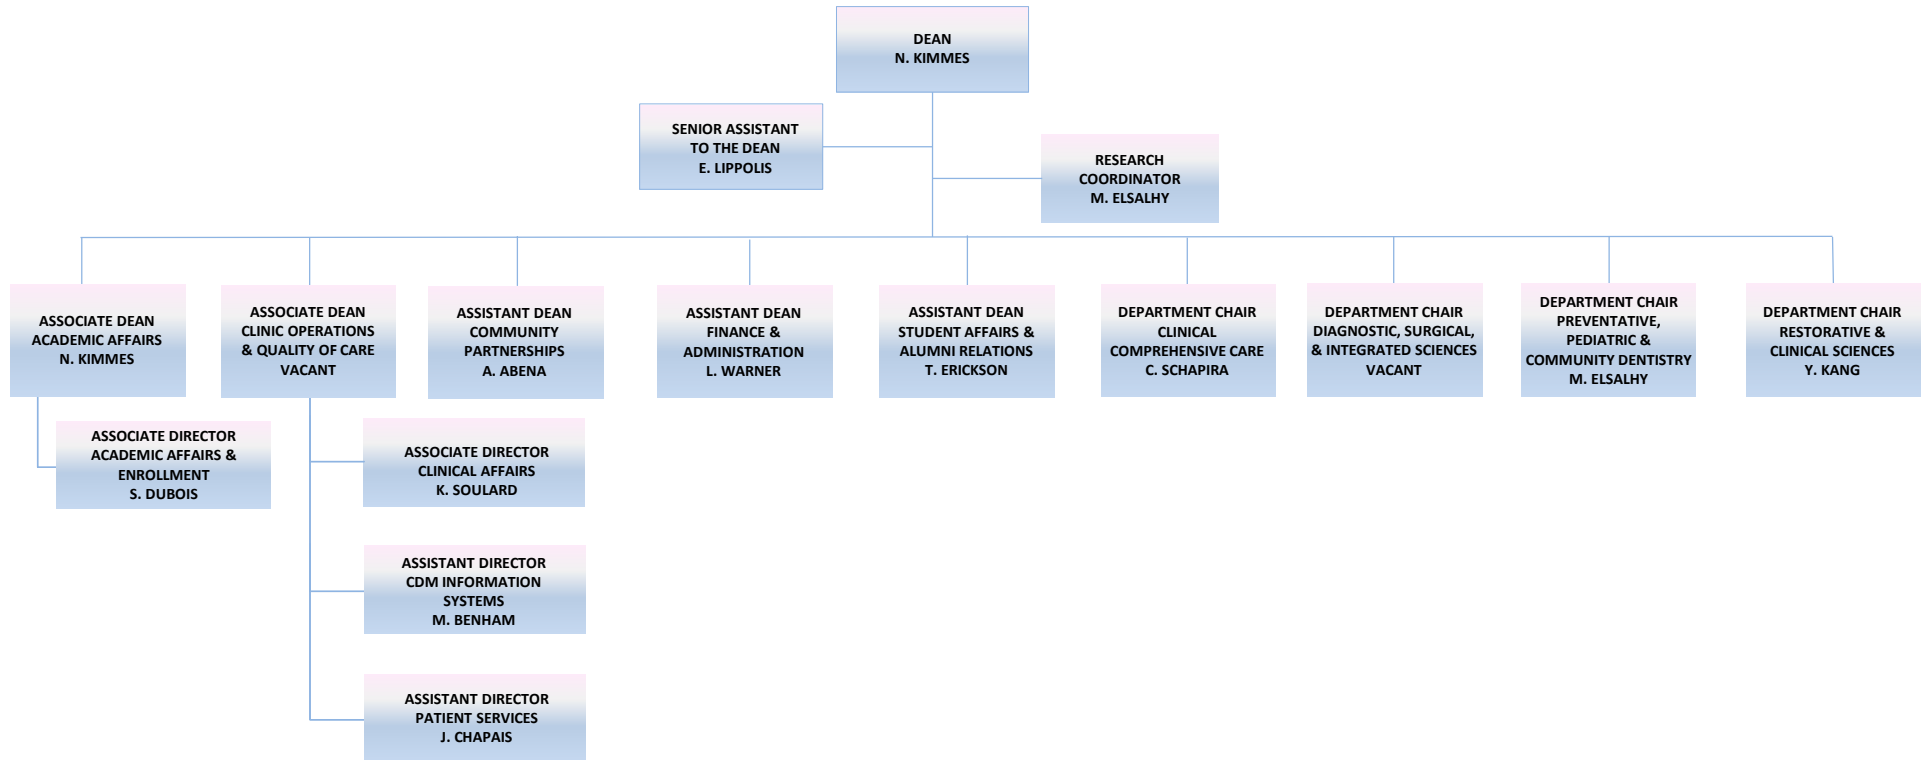 DEAN
N. KIMMES
SENIOR ASSISTANT
TO THE DEAN
E. LIPPOLIS
RESEARCH
COORDINATOR
M. ELSALHY
ASSOCIATE DEAN
ACADEMIC AFFAIRS
N. KIMMES
ASSOCIATE DEAN
CLINIC OPERATIONS
& QUALITY OF CARE
VACANT
ASSISTANT DEAN
COMMUNITY
PARTNERSHIPS
A. ABENA
ASSISTANT DEAN
FINANCE &
ADMINISTRATION
L. WARNER
ASSISTANT DEAN
STUDENT AFFAIRS &
ALUMNI RELATIONS
T. ERICKSON
DEPARTMENT CHAIR
CLINICAL
COMPREHENSIVE CARE
C. SCHAPIRA
DEPARTMENT CHAIR
DIAGNOSTIC, SURGICAL,
& INTEGRATED SCIENCES
VACANT
DEPARTMENT CHAIR
PREVENTATIVE,
PEDIATRIC &
COMMUNITY DENTISTRY
M. ELSALHY
DEPARTMENT CHAIR
RESTORATIVE &
CLINICAL SCIENCES
Y. KANG
ASSOCIATE DIRECTOR
ACADEMIC AFFAIRS &
ENROLLMENT
S. DUBOIS
ASSOCIATE DIRECTOR
CLINICAL AFFAIRS
K. SOULARD
ASSISTANT DIRECTOR
CDM INFORMATION
SYSTEMS
M. BENHAM
ASSISTANT DIRECTOR
PATIENT SERVICES
J. CHAPAIS